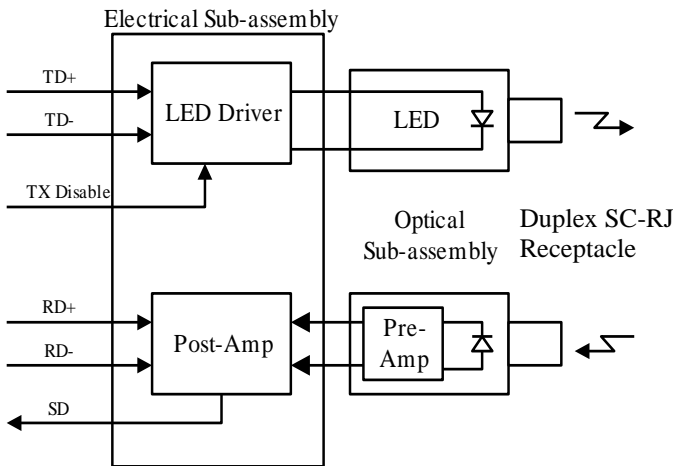 Electrical Sub-assembly
TD+
TD-
LED Driver
LED
TX Disable
Optical
Sub-assembly
Duplex SC-RJ
Receptacle
RD+
RD-
Post-Amp
Pre-
Amp
SD